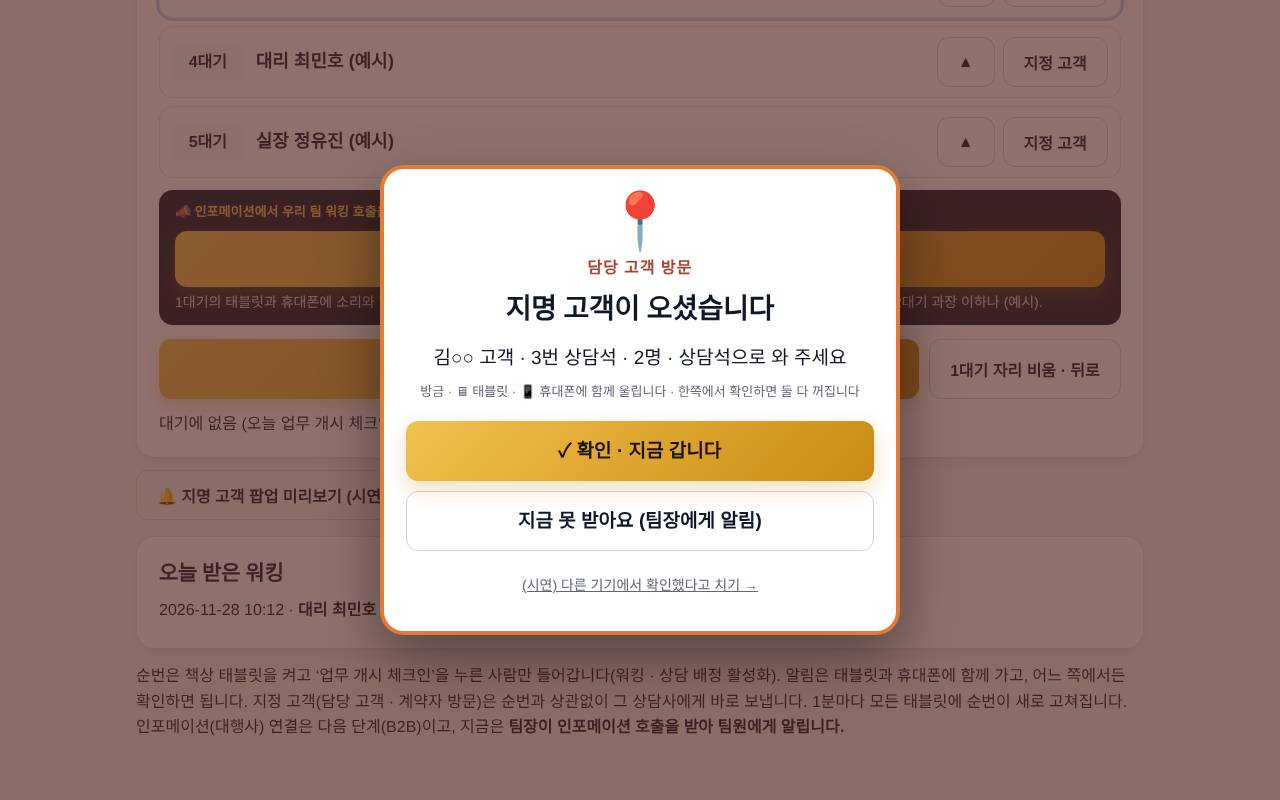 4대기 대리 최민호 (예시) ▲ 지정 고객
5대기 실장 정유진 (예시) ▲ 지정 고객
📣 인포메이션에서 우리 팀 워킹 호출
1대기의 태블릿과 휴대폰에 소리와
대기 과장 이하나 (예시).
1대기 자리 비움 · 뒤로
대기에 없음 (오늘 업무 개시 체크
🔔 지명 고객 팝업 미리보기 (시연
📍
담당 고객 방문
지명 고객이 오셨습니다
김○○ 고객 · 3번 상담석 · 2명 · 상담석으로 와 주세요
방금 · 🖥 태블릿 · 📱 휴대폰에 함께 울립니다 · 한쪽에서 확인하면 둘 다 꺼집니다
✓ 확인 · 지금 갑니다
지금 못 받아요 (팀장에게 알림)
(시연) 다른 기기에서 확인했다고 치기 →
오늘 받은 워킹
2026-11-28 10:12 · 대리 최민호
순번은 책상 태블릿을 켜고 ‘업무 개시 체크인’을 누른 사람만 들어갑니다(워킹 · 상담 배정 활성화). 알림은 태블릿과 휴대폰에 함께 가고, 어느 쪽에서든
확인하면 됩니다. 지정 고객(담당 고객 · 계약자 방문)은 순번과 상관없이 그 상담사에게 바로 보냅니다. 1분마다 모든 태블릿에 순번이 새로 고쳐집니다.
인포메이션(대행사) 연결은 다음 단계(B2B)이고, 지금은 팀장이 인포메이션 호출을 받아 팀원에게 알립니다.